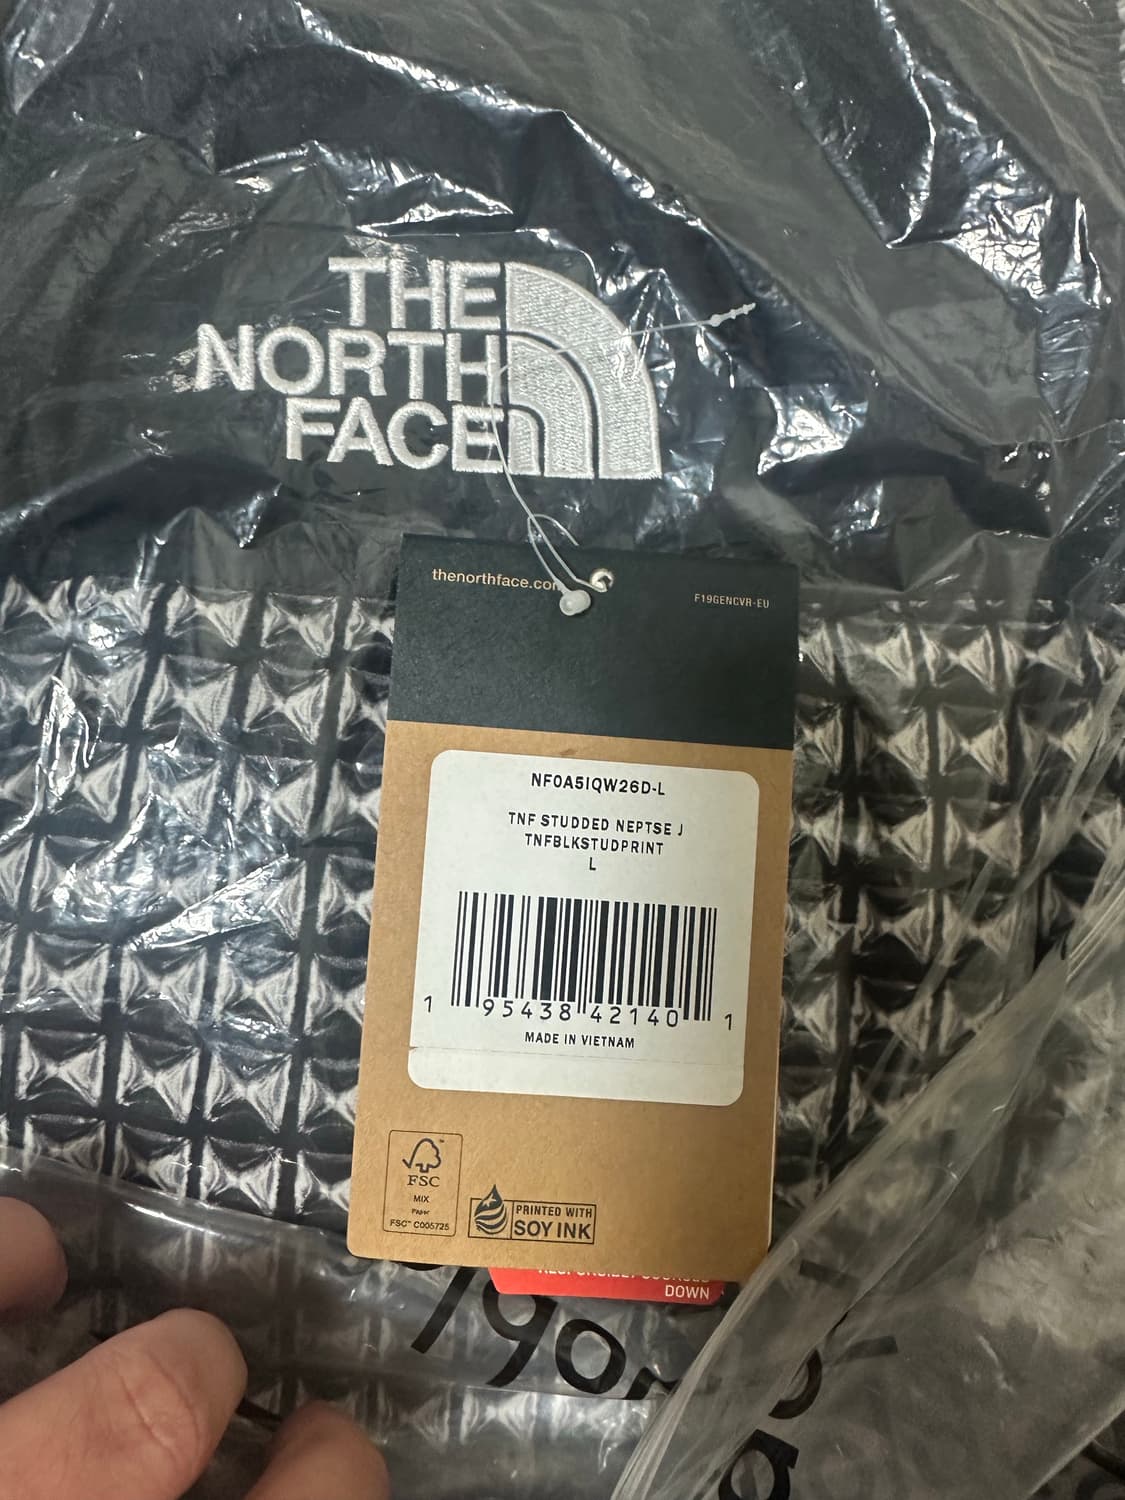 THE
NORTH
FACE
thenorthface.com
F19GENCVR-EU
NF0A5IQW26D-L
TNF STUDDED NEPTSE J
TNFBLKSTUDPRINT
L
1 95438 42140 1
MADE IN VIETNAM
FSC
MIX
Paper
FSC™ C005725
PRINTED WITH
SOY INK
DOWN